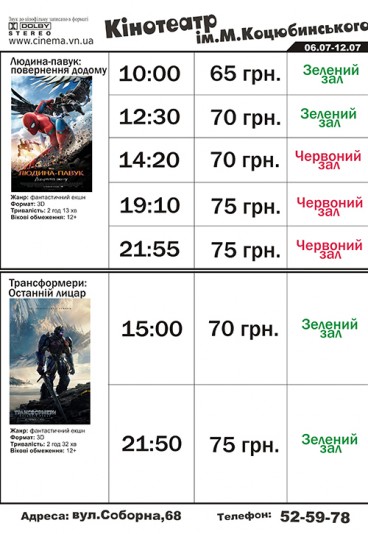 Звук до кінофільму записано в форматі
DOLBY
STEREO
www.cinema.vn.ua
Кінотеатр
ім.М.Коцюбинського
06.07-12.07
Людина-павук:
повернення додому
ЛЮДИНА-ПАВУК
Жанр: фантастичний екшн
Формат: 3D
Тривалість: 2 год 13 хв
Вікові обмеження: 12+
10:00 65 грн. Зелений зал
12:30 70 грн. Зелений зал
14:20 70 грн. Червоний зал
19:10 75 грн. Червоний зал
21:55 75 грн. Червоний зал
Трансформери:
Останній лицар
ТРАНСФОРМЕРИ
Жанр: фантастичний екшн
Формат: 3D
Тривалість: 2 год 32 хв
Вікові обмеження: 12+
15:00 70 грн. Зелений зал
21:50 75 грн. Зелений зал
Адреса: вул.Соборна,68 Телефон: 52-59-78